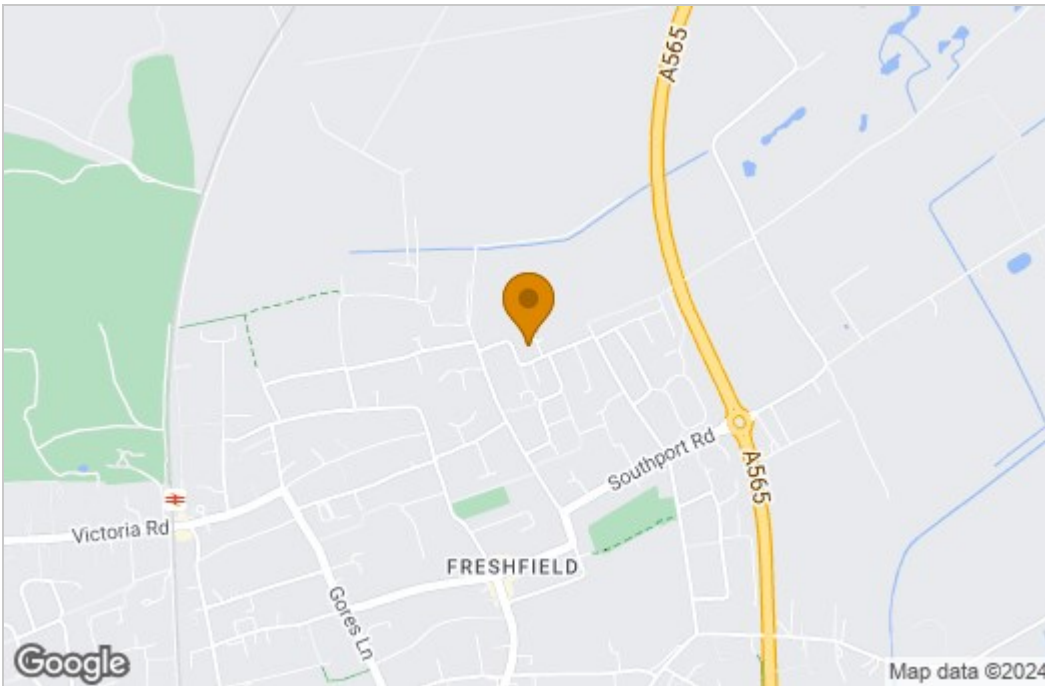 A565
Southport Rd
A565
Victoria Rd
FRESHFIELD
Gores Ln
Google
Map data ©2024